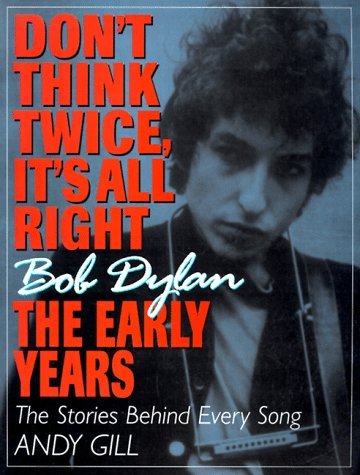 DON'T
THINK
TWICE,
IT'S ALL
RIGHT
Bob Dylan
THE EARLY
YEARS
The Stories Behind Every Song
ANDY GILL